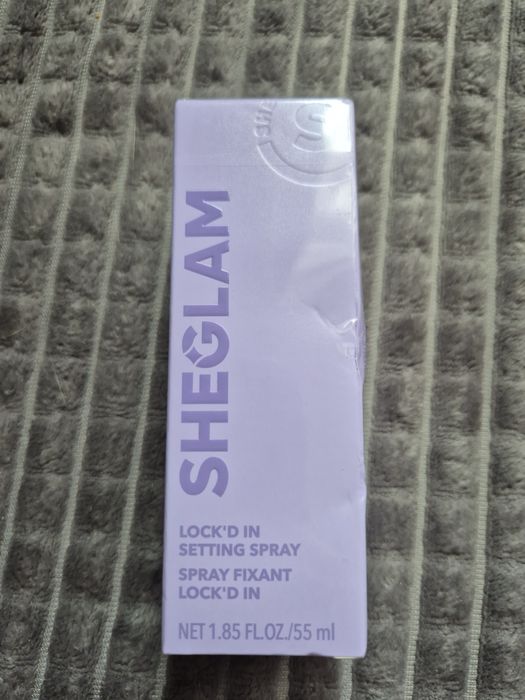 SHEGLAM
LOCK'D IN
SETTING SPRAY
SPRAY FIXANT
LOCK'D IN
NET 1.85 FL.OZ./55 ml